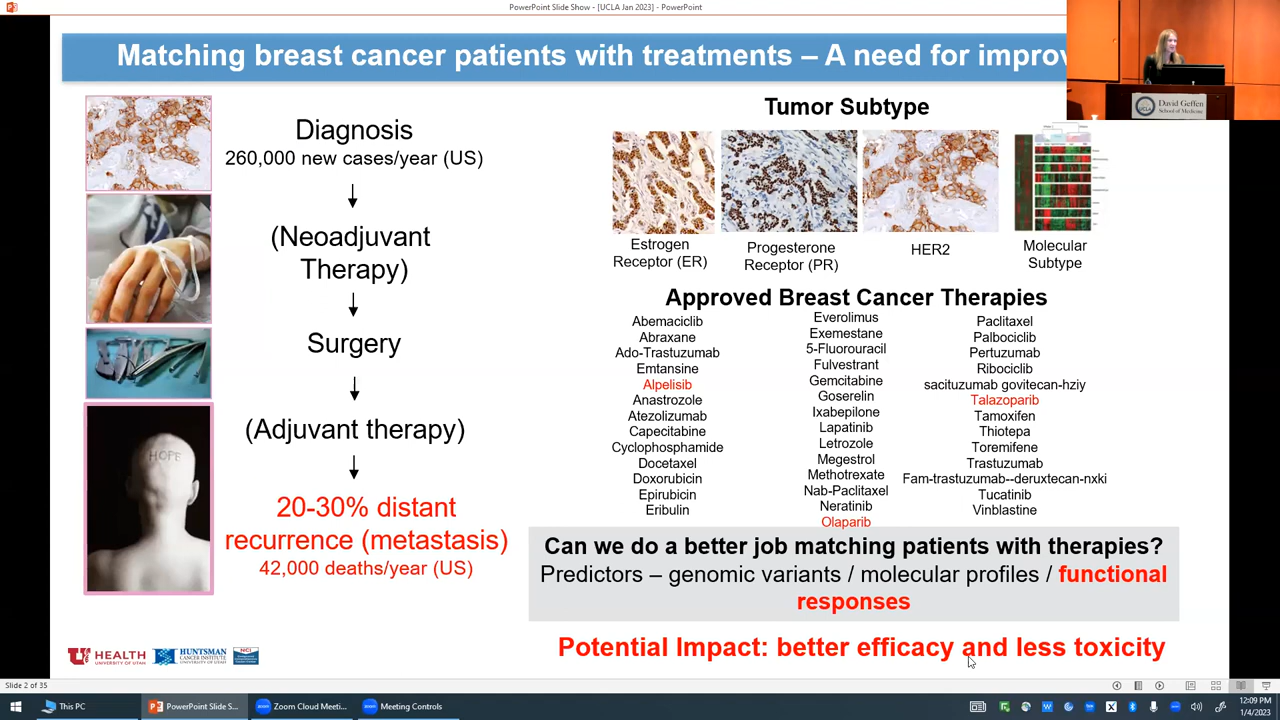 PowerPoint Slide Show - [UCLA Jan 2023] - PowerPoint
Matching breast cancer patients with treatments – A need for improv
David Geffen
School of Medicine
UCLA
Diagnosis
260,000 new cases/year (US)
(Neoadjuvant
Therapy)
Surgery
(Adjuvant therapy)
HOPE
20-30% distant
recurrence (metastasis)
42,000 deaths/year (US)
Tumor Subtype
Estrogen
Receptor (ER)
Progesterone
Receptor (PR)
HER2
Molecular
Subtype
Approved Breast Cancer Therapies
Abemaciclib
Abraxane
Ado-Trastuzumab
Emtansine
Alpelisib
Anastrozole
Atezolizumab
Capecitabine
Cyclophosphamide
Docetaxel
Doxorubicin
Epirubicin
Eribulin
Everolimus
Exemestane
5-Fluorouracil
Fulvestrant
Gemcitabine
Goserelin
Ixabepilone
Lapatinib
Letrozole
Megestrol
Methotrexate
Nab-Paclitaxel
Neratinib
Olaparib
Paclitaxel
Palbociclib
Pertuzumab
Ribociclib
sacituzumab govitecan-hziy
Talazoparib
Tamoxifen
Thiotepa
Toremifene
Trastuzumab
Fam-trastuzumab--deruxtecan-nxki
Tucatinib
Vinblastine
Can we do a better job matching patients with therapies?
Predictors – genomic variants / molecular profiles / functional
responses
Potential Impact: better efficacy and less toxicity
HEALTH
UNIVERSITY OF UTAH
HUNTSMAN
CANCER INSTITUTE
UNIVERSITY OF UTAH
NCI
Slide 2 of 35
This PC
PowerPoint Slide S...
Zoom Cloud Meeti...
Meeting Controls
12:09 PM
1/4/2023